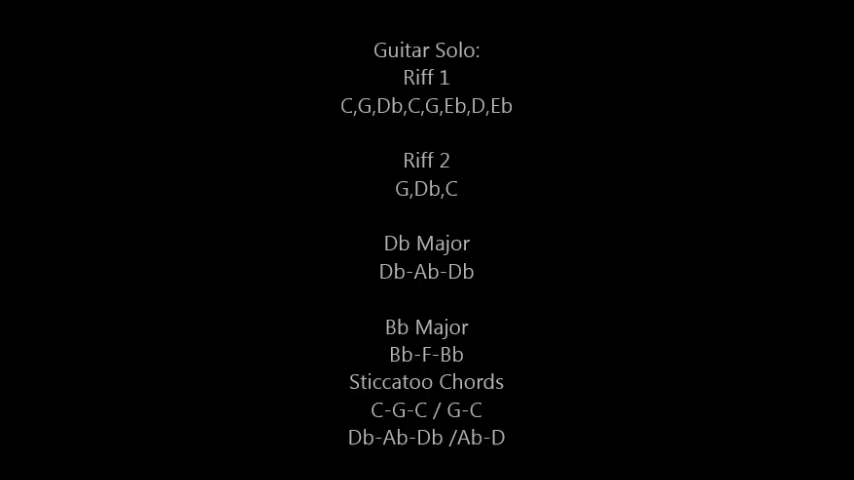 Guitar Solo:
Riff 1
C,G,Db,C,G,Eb,D,Eb
Riff 2
G,Db,C
Db Major
Db-Ab-Db
Bb Major
Bb-F-Bb
Sticcatoo Chords
C-G-C / G-C
Db-Ab-Db /Ab-D